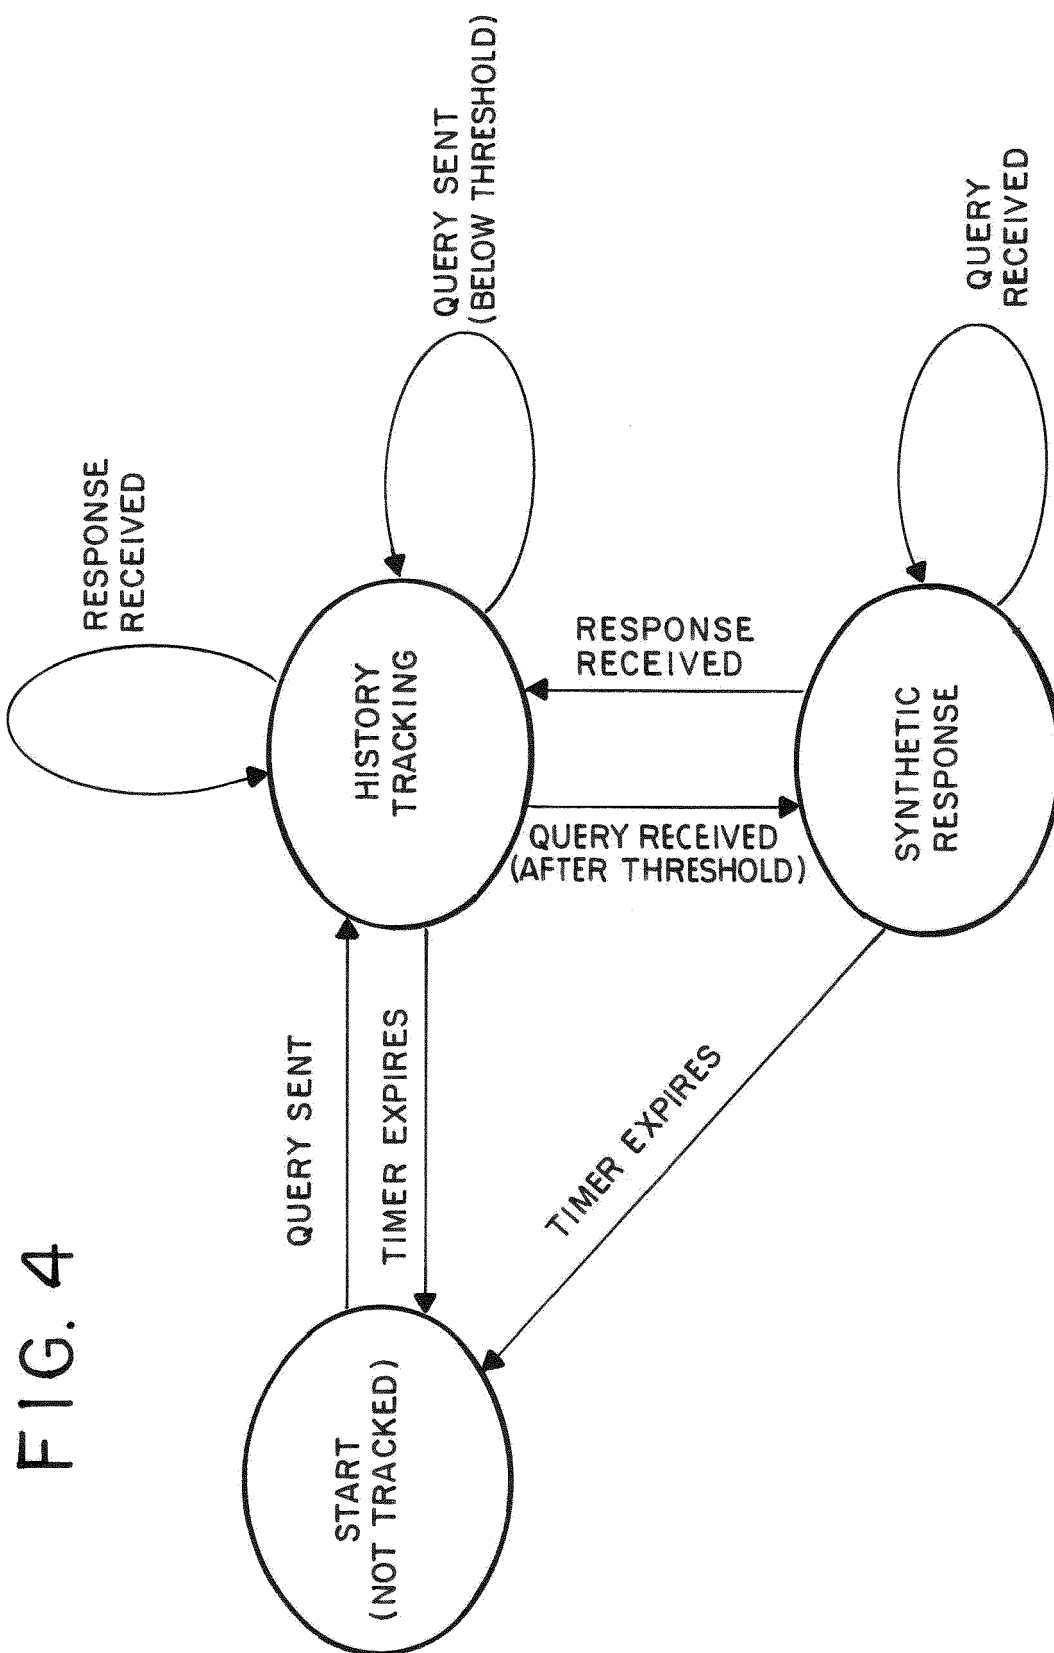 FIG. 4
RESPONSE
RECEIVED
QUERY SENT
(BELOW THRESHOLD)
HISTORY
TRACKING
QUERY SENT
TIMER EXPIRES
START
(NOT TRACKED)
RESPONSE
RECEIVED
QUERY RECEIVED
(AFTER THRESHOLD)
TIMER EXPIRES
SYNTHETIC
RESPONSE
QUERY
RECEIVED